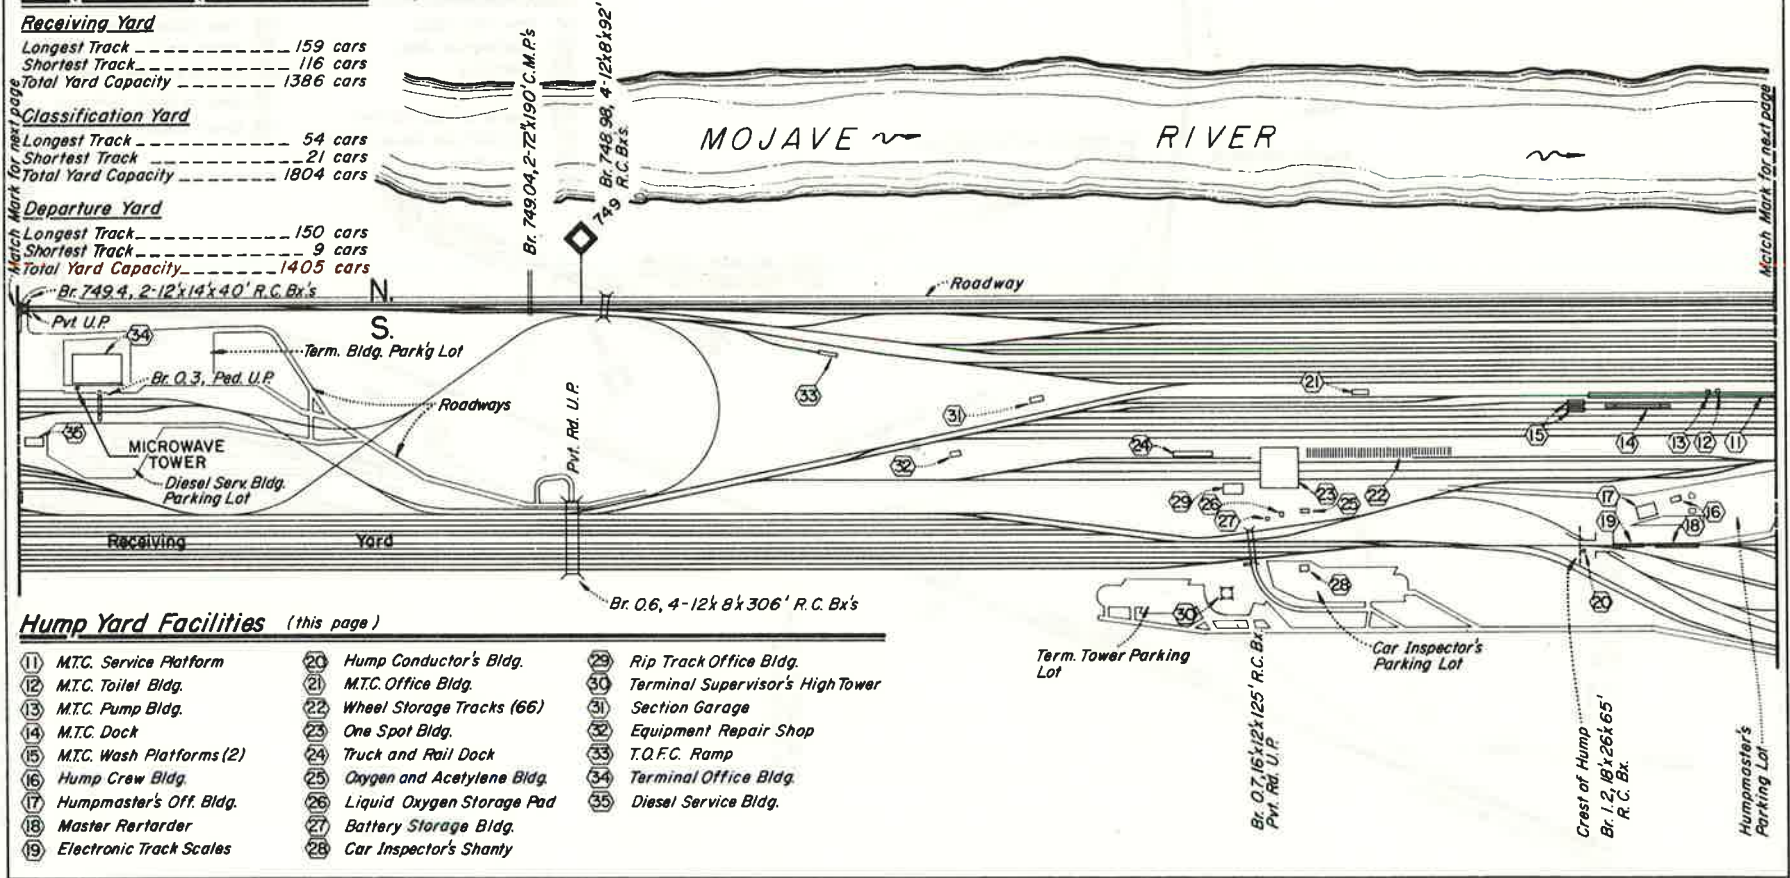 Receiving Yard
Longest Track 159 cars
Shortest Track 116 cars
Total Yard Capacity 1386 cars
Classification Yard
Longest Track 54 cars
Shortest Track 21 cars
Total Yard Capacity 1804 cars
Departure Yard
Longest Track 150 cars
Shortest Track 9 cars
Total Yard Capacity 1405 cars
Match Mark for next page
Br. 749.04, 2-72"x190' C.M.P.'s
Br. 748.98, 4-12'x8'x92'
R.C. Bx's.
749
MOJAVE RIVER
Match Mark for next page
Br. 749.4, 2-12'x14'x40' R.C. Bx's
N.
S.
Roadway
Pvt. U.P.
34
Term. Bldg. Park'g Lot
Br. 0.3, Ped. U.P.
Roadways
35
MICROWAVE
TOWER
Diesel Serv. Bldg.
Parking Lot
Pvt. Rd. U.P.
33
31
32
21
24
15
14
13
12
11
29
26
27
23
25
22
17
16
19
18
Receiving Yard
Br. 0.6, 4-12'x8'x306' R.C. Bx's
28
30
20
Term. Tower Parking
Lot
Br. 0.7, 16'x12'x125' R.C. Bx.
Pvt. Rd. U.P.
Car Inspector's
Parking Lot
Crest of Hump
Br. 1.2, 18'x26'x65'
R.C. Bx.
Humpmaster's
Parking Lot
Hump Yard Facilities (this page)
11 M.T.C. Service Platform
12 M.T.C. Toilet Bldg.
13 M.T.C. Pump Bldg.
14 M.T.C. Dock
15 M.T.C. Wash Platforms (2)
16 Hump Crew Bldg.
17 Humpmaster's Off. Bldg.
18 Master Rertarder
19 Electronic Track Scales
20 Hump Conductor's Bldg.
21 M.T.C. Office Bldg.
22 Wheel Storage Tracks (66)
23 One Spot Bldg.
24 Truck and Rail Dock
25 Oxygen and Acetylene Bldg.
26 Liquid Oxygen Storage Pad
27 Battery Storage Bldg.
28 Car Inspector's Shanty
29 Rip Track Office Bldg.
30 Terminal Supervisor's High Tower
31 Section Garage
32 Equipment Repair Shop
33 T.O.F.C. Ramp
34 Terminal Office Bldg.
35 Diesel Service Bldg.